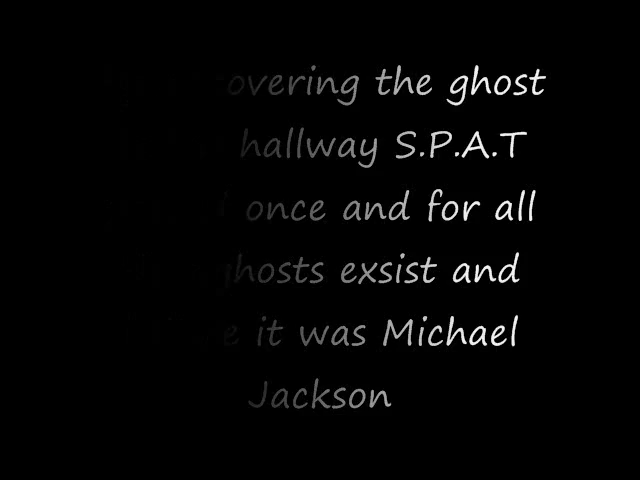 overing the ghost
hallway S.P.A.T
once and for all
ghosts exsist and
it was Michael
Jackson